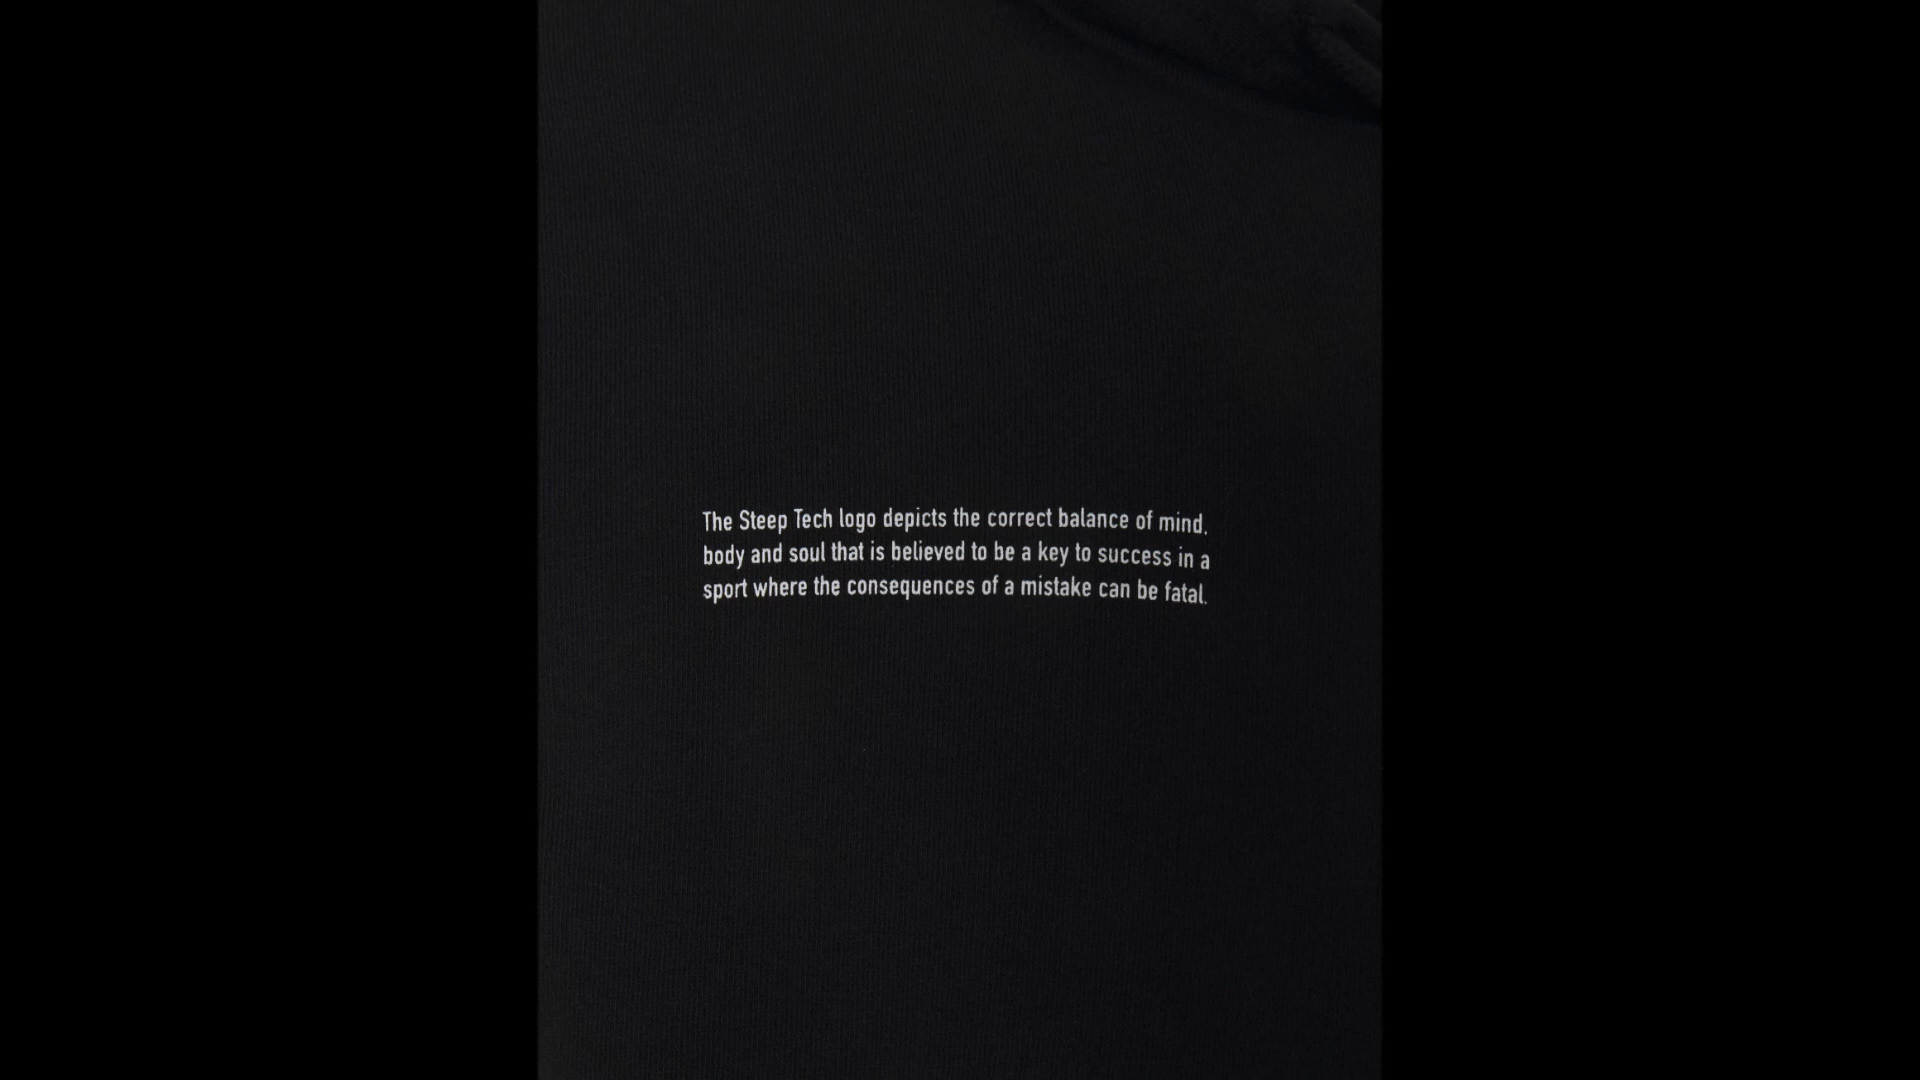 The Steep Tech logo depicts the correct balance of mind,
body and soul that is believed to be a key to success in a
sport where the consequences of a mistake can be fatal.